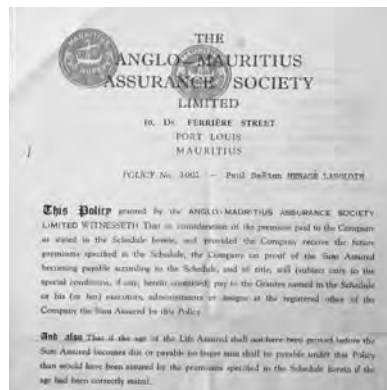 THE
ANGLO-MAURITIUS
ASSURANCE SOCIETY
LIMITED
10, Dr. FERRIÈRE STREET
PORT LOUIS
MAURITIUS
POLICY No. – Paul
This Policy granted by the ANGLO-MAURITIUS ASSURANCE SOCIETY
LIMITED WITNESSETH That in consideration of the premium paid to the Company
as stated in the Schedule hereto, and provided the Company receive the future
premiums specified in the Schedule, the Company on proof of the Sum Assured
becoming payable according to the Schedule, and of title, will (subject only to the
special conditions, if any, herein contained) pay to the Grantee named in the Schedule
or his (or her) executors, administrators or assigns at the registered office of the
Company the Sum Assured by this Policy.
And also That if the age of the Life Assured shall not have been proved before the
Sum Assured becomes due or payable no larger sum shall be payable under this Policy
than would have been assured by the premiums specified in the Schedule herein if the
age had been correctly stated.